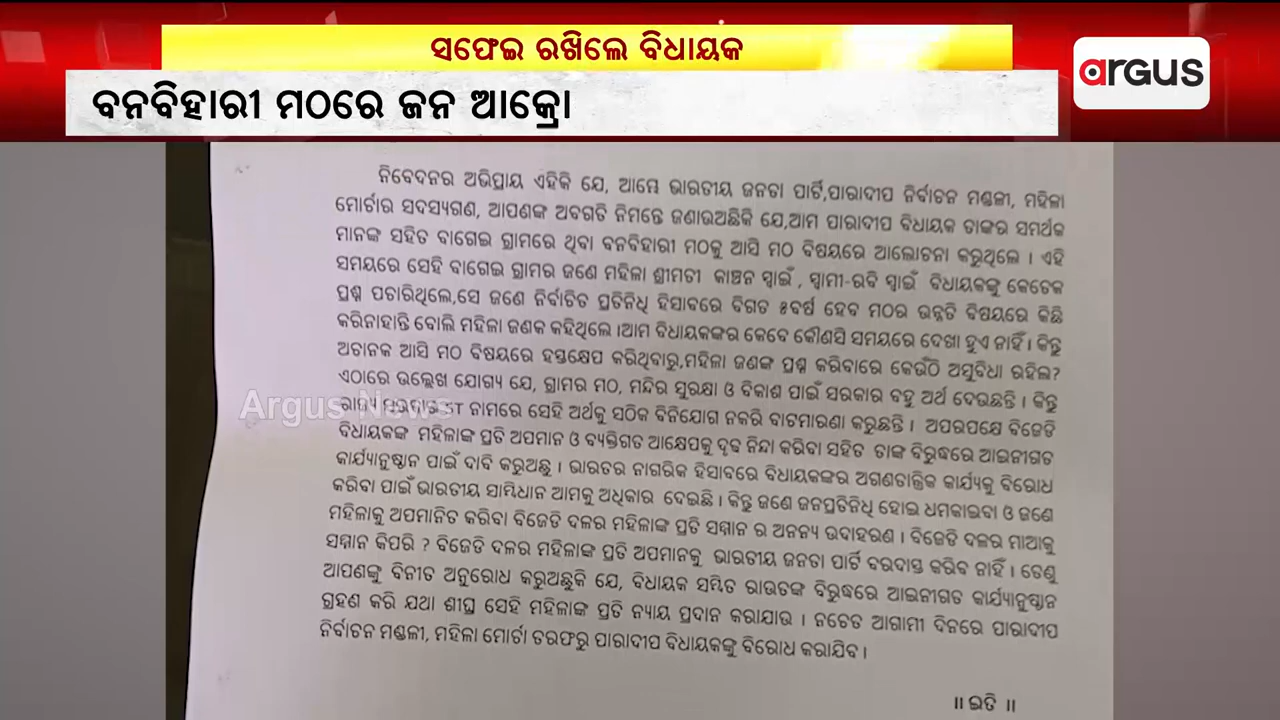 ସଫେଇ ରଖିଲେ ବିଧାୟକ
ବନବିହାରୀ ମଠରେ ଜନ ଆକ୍ରୋ
argus
ନିବେଦନର ଅଭିପ୍ରାୟ ଏହିକି ଯେ, ଆମ୍ଭେ ଭାରତୀୟ ଜନତା ପାର୍ଟି,ପାରାଦୀପ ନିର୍ବାଚନ ମଣ୍ଡଳୀ, ମହିଳା
ମୋର୍ଚାର ସଦସ୍ୟଗଣ, ଆପଣଙ୍କ ଅବଗତି ନିମନ୍ତେ ଜଣାଉଅଛିକି ଯେ,ଆମ ପାରାଦୀପ ବିଧାୟକ ତାଙ୍କର ସମର୍ଥକ
ମାନଙ୍କ ସହିତ ବାଗେଇ ଗ୍ରାମରେ ଥିବା ବନବିହାରୀ ମଠକୁ ଆସି ମଠ ବିଷୟରେ ଆଲୋଚନା କରୁଥିଲେ । ଏହି
ସମୟରେ ସେହି ବାଗେଇ ଗ୍ରାମର ଜଣେ ମହିଳା ଶ୍ରୀମତୀ କାଞ୍ଚନ ସ୍ୱାଇଁ , ସ୍ୱାମୀ-ରବି ସ୍ୱାଇଁ ବିଧାୟକଙ୍କୁ କେତେକ
ପ୍ରଶ୍ନ ପଚାରିଥିଲେ,ସେ ଜଣେ ନିର୍ବାଚିତ ପ୍ରତିନିଧି ହିସାବରେ ବିଗତ ୫ବର୍ଷ ହେବ ମଠର ଉନ୍ନତି ବିଷୟରେ କିଛି
କରିନାହାନ୍ତି ବୋଲି ମହିଳା ଜଣକ କହିଥିଲେ ।ଆମ ବିଧାୟକଙ୍କର କେବେ କୌଣସି ସମୟରେ ଦେଖା ହୁଏ ନାହିଁ । କିନ୍ତୁ
ଅଚାନକ ଆସି ମଠ ବିଷୟରେ ହସ୍ତକ୍ଷେପ କରିଥିବାରୁ,ମହିଳା ଜଣଙ୍କ ପ୍ରଶ୍ନ କରିବାରେ କେଉଁଠି ଅସୁବିଧା ରହିଲ?
ଏଠାରେ ଉଲ୍ଲେଖ ଯୋଗ୍ୟ ଯେ, ଗ୍ରାମର ମଠ, ମନ୍ଦିର ସୁରକ୍ଷା ଓ ବିକାଶ ପାଇଁ ସରକାର ବହୁ ଅର୍ଥ ଦେଉଛନ୍ତି । କିନ୍ତୁ
ରାଜ୍ୟ ନାମରେ ସେହି ଅର୍ଥକୁ ସଠିକ ବିନିଯୋଗ ନକରି ବାଟମାରଣା କରୁଛନ୍ତି । ଅପରପକ୍ଷେ ବିଜେଡି
ବିଧାୟକଙ୍କ ମହିଳାଙ୍କ ପ୍ରତି ଅପମାନ ଓ ବ୍ୟକ୍ତିଗତ ଆକ୍ଷେପକୁ ଦୃଢ ନିନ୍ଦା କରିବା ସହିତ ତାଙ୍କ ବିରୁଦ୍ଧରେ ଆଇନୀଗତ
କାର୍ଯ୍ୟାନୁଷ୍ଠାନ ପାଇଁ ଦାବି କରୁଅଛୁ । ଭାରତର ନାଗରିକ ହିସାବରେ ବିଧାୟକଙ୍କର ଅଗଣତାନ୍ତ୍ରିକ କାର୍ଯ୍ୟକୁ ବିରୋଧ
କରିବା ପାଇଁ ଭାରତୀୟ ସାମ୍ବିଧାନ ଆମକୁ ଅଧିକାର ଦେଇଛି । କିନ୍ତୁ ଜଣେ ଜନପ୍ରତିନିଧି ହୋଇ ଧମକାଇବା ଓ ଜଣେ
ମହିଳାକୁ ଅପମାନିତ କରିବା ବିଜେଡି ଦଳର ମହିଳାଙ୍କ ପ୍ରତି ସମ୍ମାନ ର ଅନନ୍ୟ ଉଦାହରଣ । ବିଜେଡି ଦଳର ମାଆକୁ
ସମ୍ମାନ କିପରି ? ବିଜେଡି ଦଳର ମହିଳାଙ୍କ ପ୍ରତି ଅପମାନକୁ ଭାରତୀୟ ଜନତା ପାର୍ଟି ବରଦାସ୍ତ କରିବ ନାହିଁ । ତେଣୁ
ଆପଣଙ୍କୁ ବିନୀତ ଅନୁରୋଧ କରୁଅଛୁକି ଯେ, ବିଧାୟକ ସମ୍ବିତ ରାଉତଙ୍କ ବିରୁଦ୍ଧରେ ଆଇନୀଗତ କାର୍ଯ୍ୟାନୁଷ୍ଠାନ
ଗ୍ରହଣ କରି ଯଥା ଶୀଘ୍ର ସେହି ମହିଳାଙ୍କ ପ୍ରତି ନ୍ୟାୟ ପ୍ରଦାନ କରାଯାଉ । ନଚେତ ଆଗାମୀ ଦିନରେ ପାରାଦୀପ
ନିର୍ବାଚନ ମଣ୍ଡଳୀ, ମହିଳା ମୋର୍ଚା ତରଫରୁ ପାରାଦୀପ ବିଧାୟକଙ୍କୁ ବିରୋଧ କରାଯିବ ।
॥ ଇତି ॥
Argus News